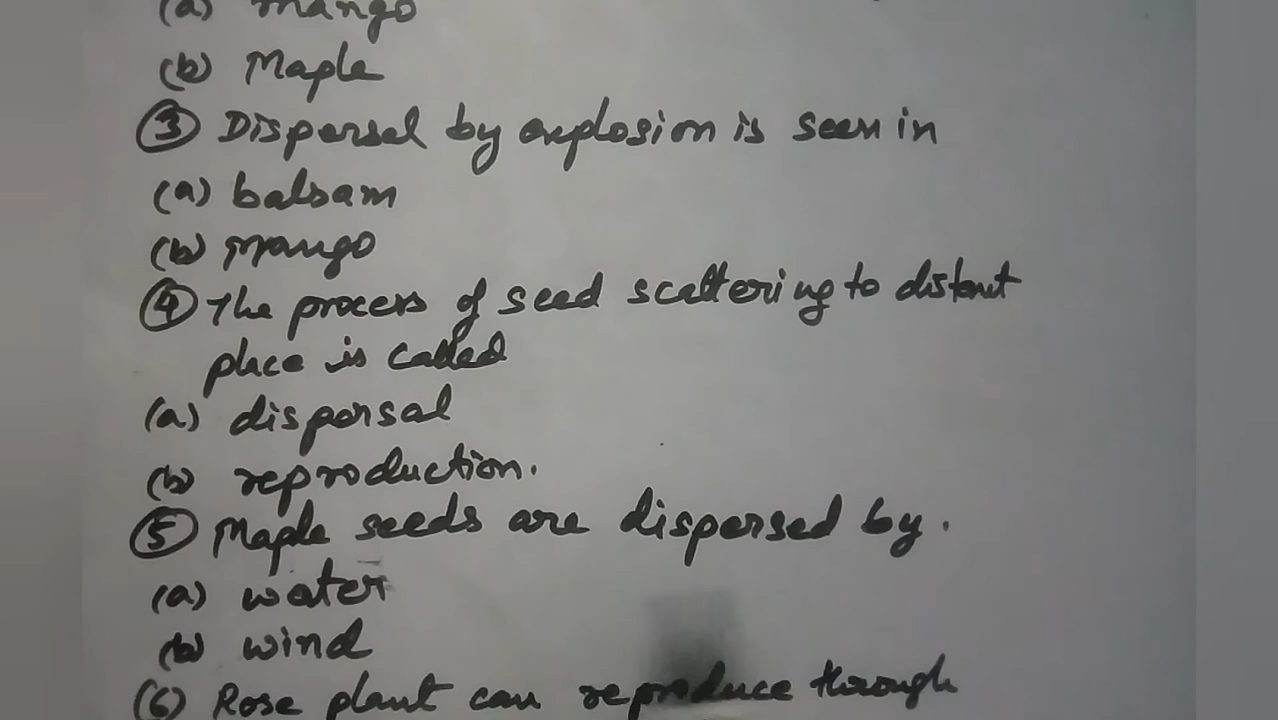 (a) Mango
(b) Maple
(3) Dispersal by explosion is seen in
(a) balsam
(b) Mango
(4) The process of seed scattering to distant
place is called
(a) dispersal
(b) reproduction.
(5) Maple seeds are dispersed by.
(a) water
(b) wind
(6) Rose plant can reproduce through